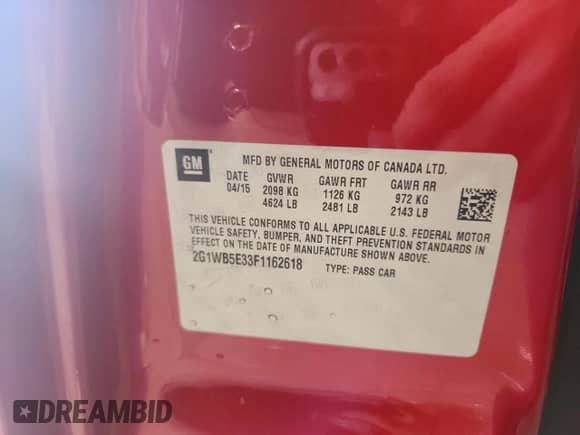 GM
MFD BY GENERAL MOTORS OF CANADA LTD.
DATE GVWR GAWR FRT GAWR RR
04/15 2098 KG 1126 KG 972 KG
4624 LB 2481 LB 2143 LB
THIS VEHICLE CONFORMS TO ALL APPLICABLE U.S. FEDERAL MOTOR
VEHICLE SAFETY, BUMPER, AND THEFT PREVENTION STANDARDS IN
EFFECT ON THE DATE OF MANUFACTURE SHOWN ABOVE.
2G1WB5E33F1162618 TYPE: PASS CAR
DREAMBID